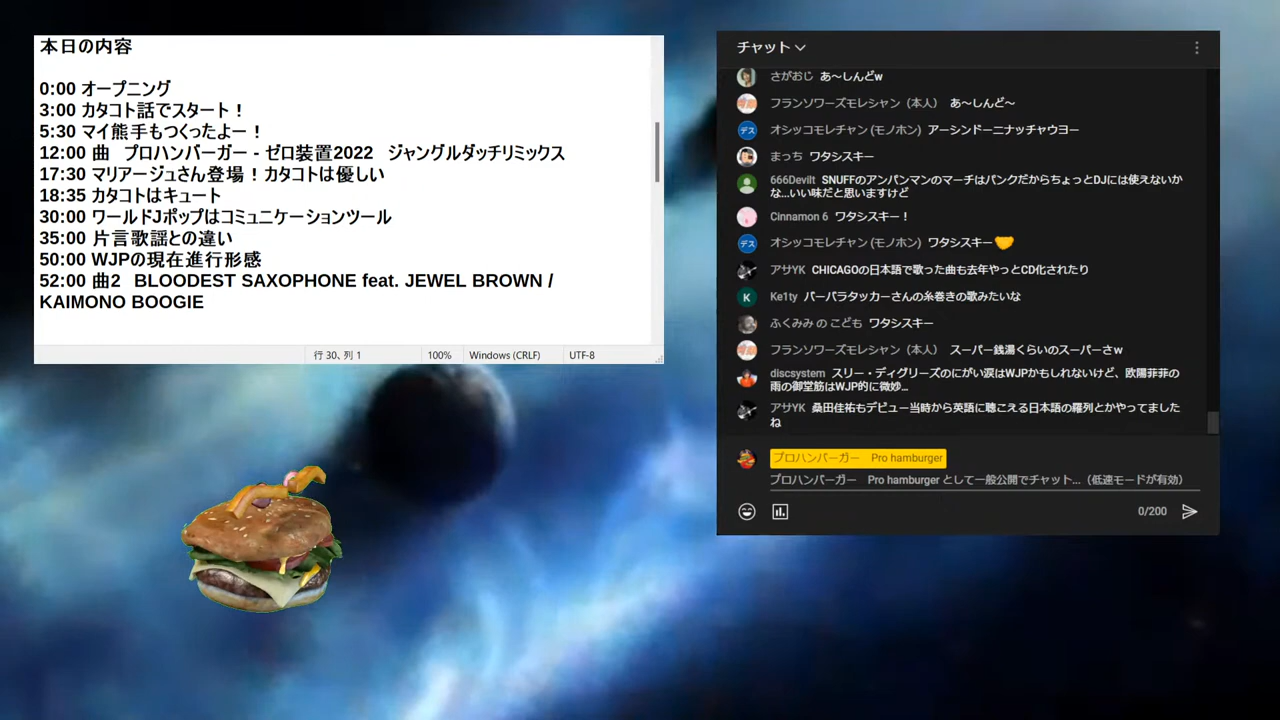 本日の内容
0:00 オープニング
3:00 カタコト話でスタート！
5:30 マイ熊手もつくったよー！
12:00 曲　プロハンバーガー - ゼロ装置2022　ジャングルダッチリミックス
17:30 マリアージュさん登場！カタコトは優しい
18:35 カタコトはキュート
30:00 ワールドJポップはコミュニケーションツール
35:00 片言歌謡との違い
50:00 WJPの現在進行形感
52:00 曲2　BLOODEST SAXOPHONE feat. JEWEL BROWN /
KAIMONO BOOGIE
行 30、列 1 100% Windows (CRLF) UTF-8
チャット
さがおじ あ〜しんどw
フランソワーズモレシャン（本人） あ〜しんど〜
デス オシッコモレチャン (モノホン) アーシンドーニナッチャウヨー
まっち ワタシスキー
666Devilt SNUFFのアンパンマンのマーチはパンクだからちょっとDJには使えないか
な...いい味だと思いますけど
Cinnamon 6 ワタシスキー！
デス オシッコモレチャン (モノホン) ワタシスキー
アサYK CHICAGOの日本語で歌った曲も去年やっとCD化されたり
K Ke1ty バーバラタッカーさんの糸巻きの歌みたいな
ふくみみ の こども ワタシスキー
フランソワーズモレシャン（本人） スーパー銭湯くらいのスーパーさw
discsystem スリー・ディグリーズのにがい涙はWJPかもしれないけど、欧陽菲菲の
雨の御堂筋はWJP的に微妙...
アサYK 桑田佳祐もデビュー当時から英語に聴こえる日本語の羅列とかやってました
ね
プロハンバーガー　Pro hamburger
プロハンバーガー　Pro hamburger として一般公開でチャット...（低速モードが有効）
0/200